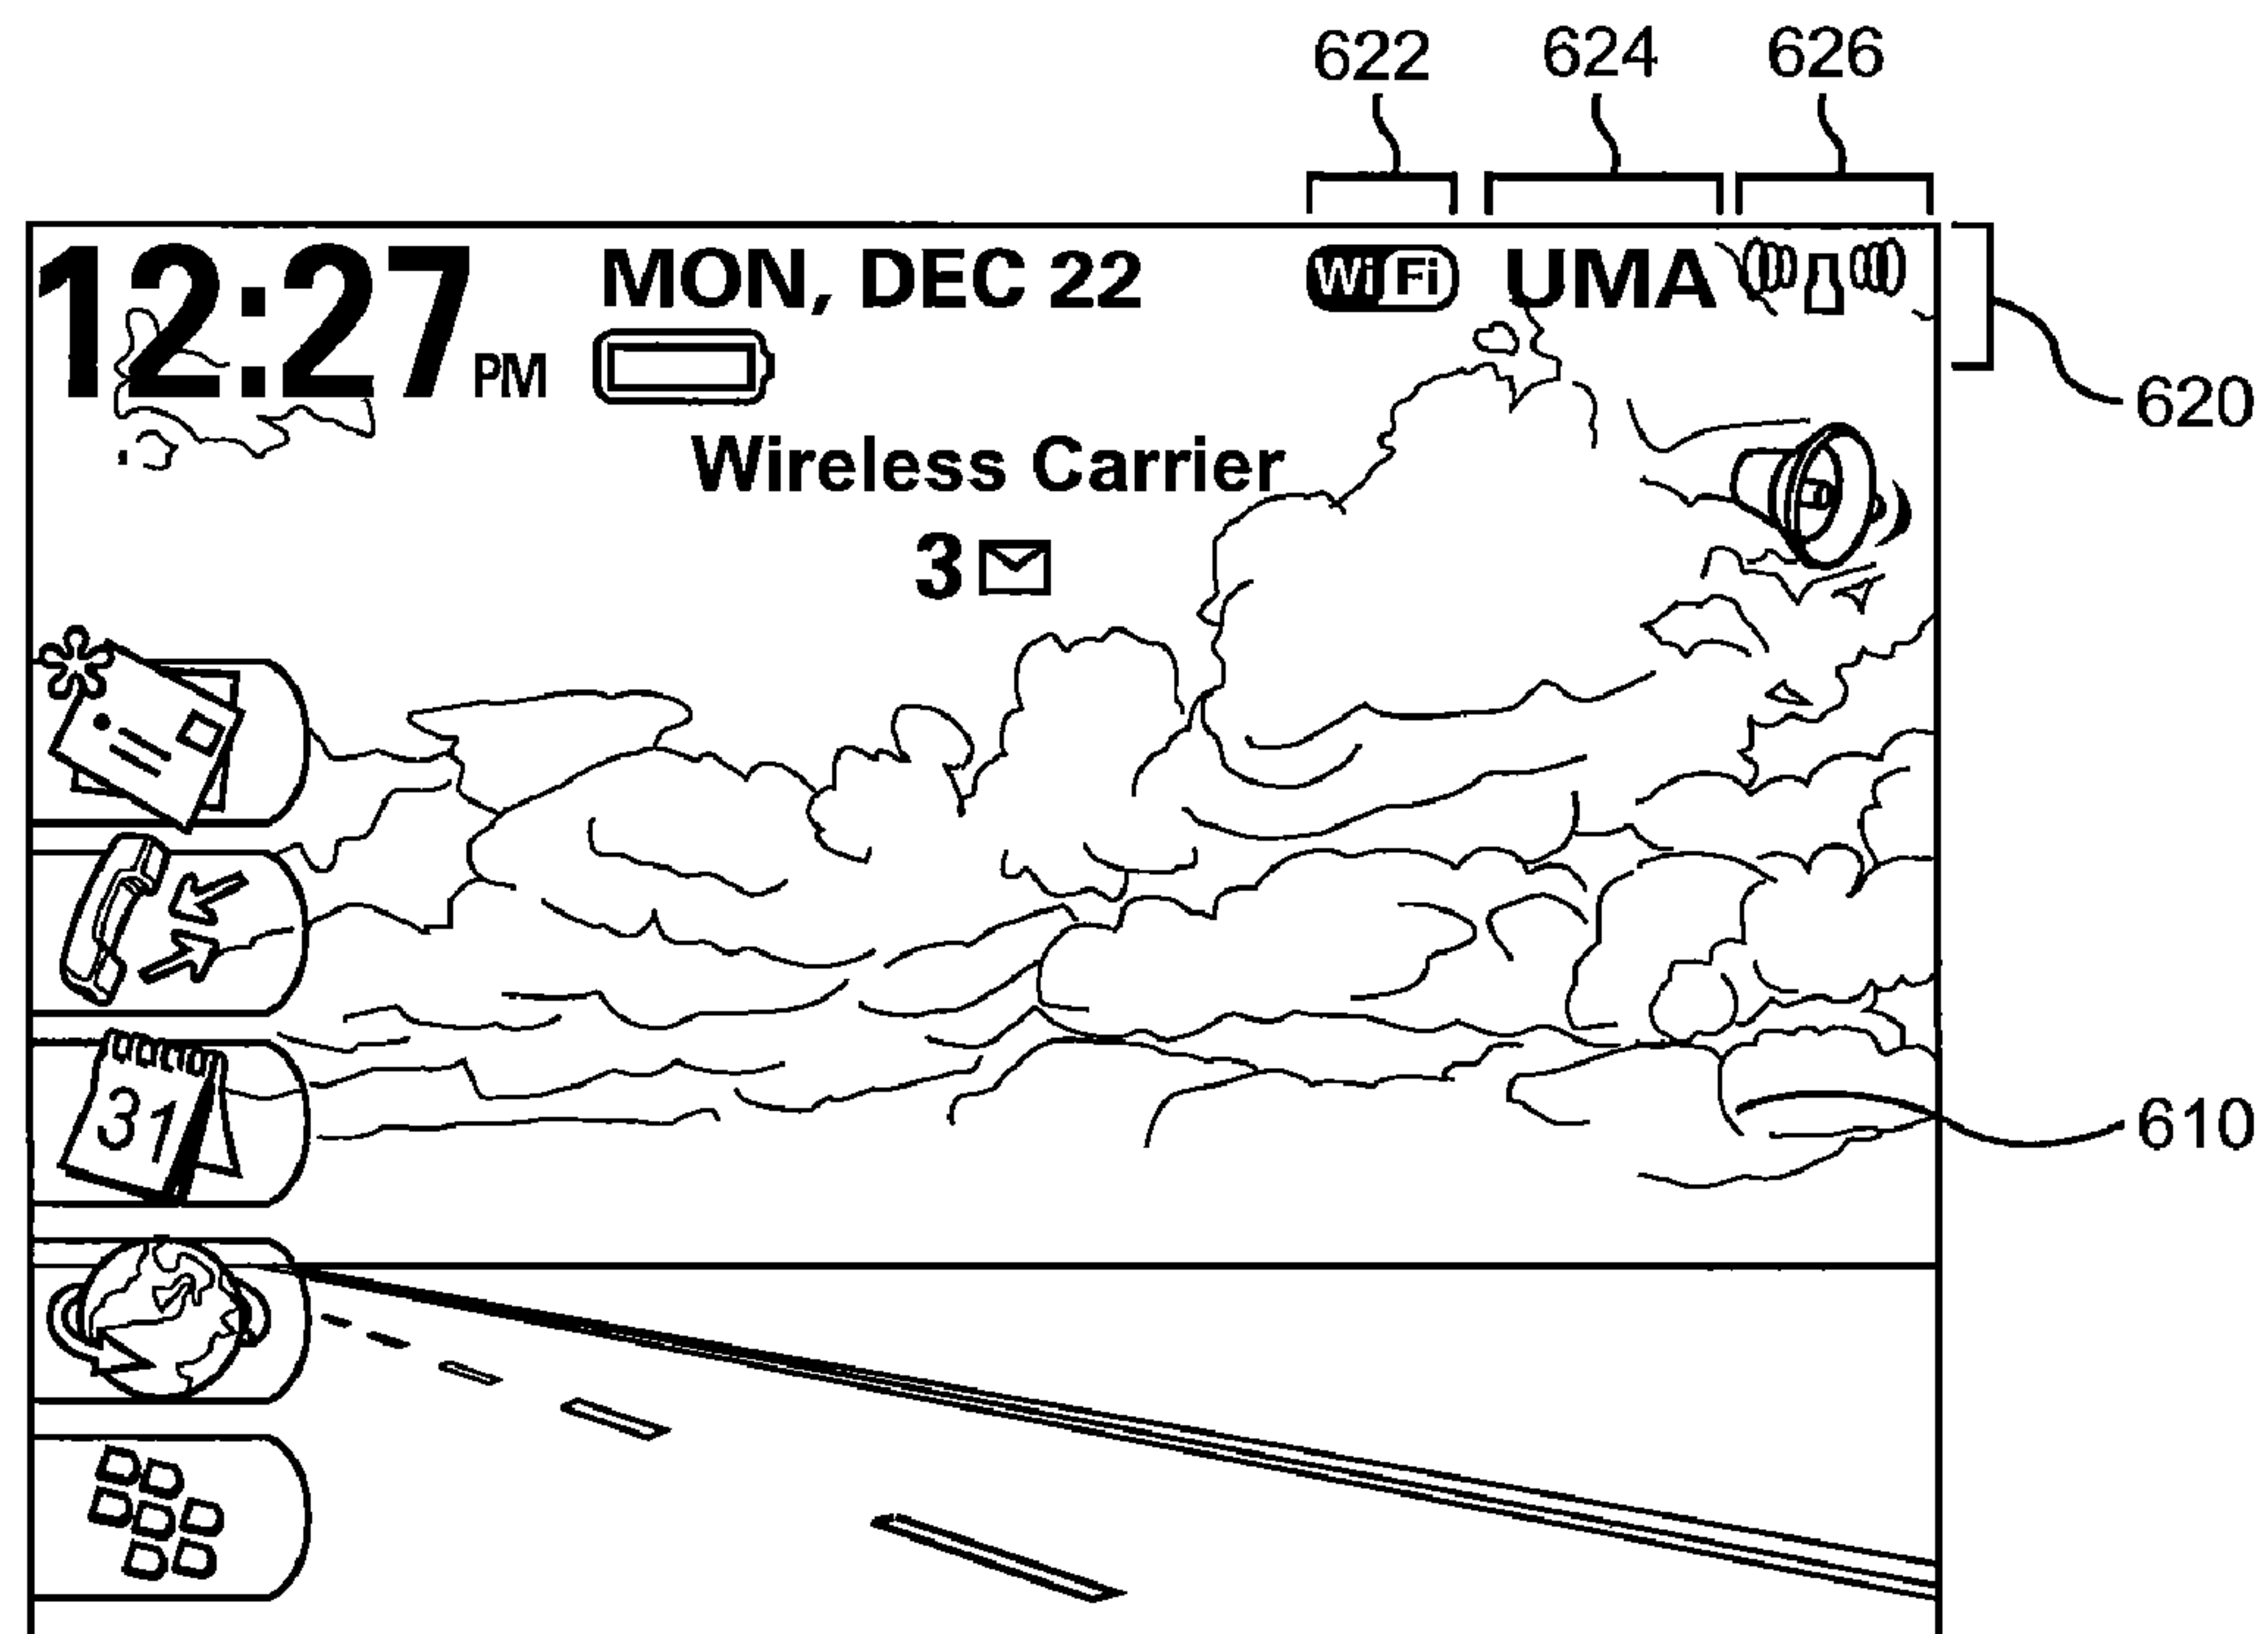 622 624 626
12:27 PM MON, DEC 22 WiFi UMA
620
Wireless Carrier
3
31
610